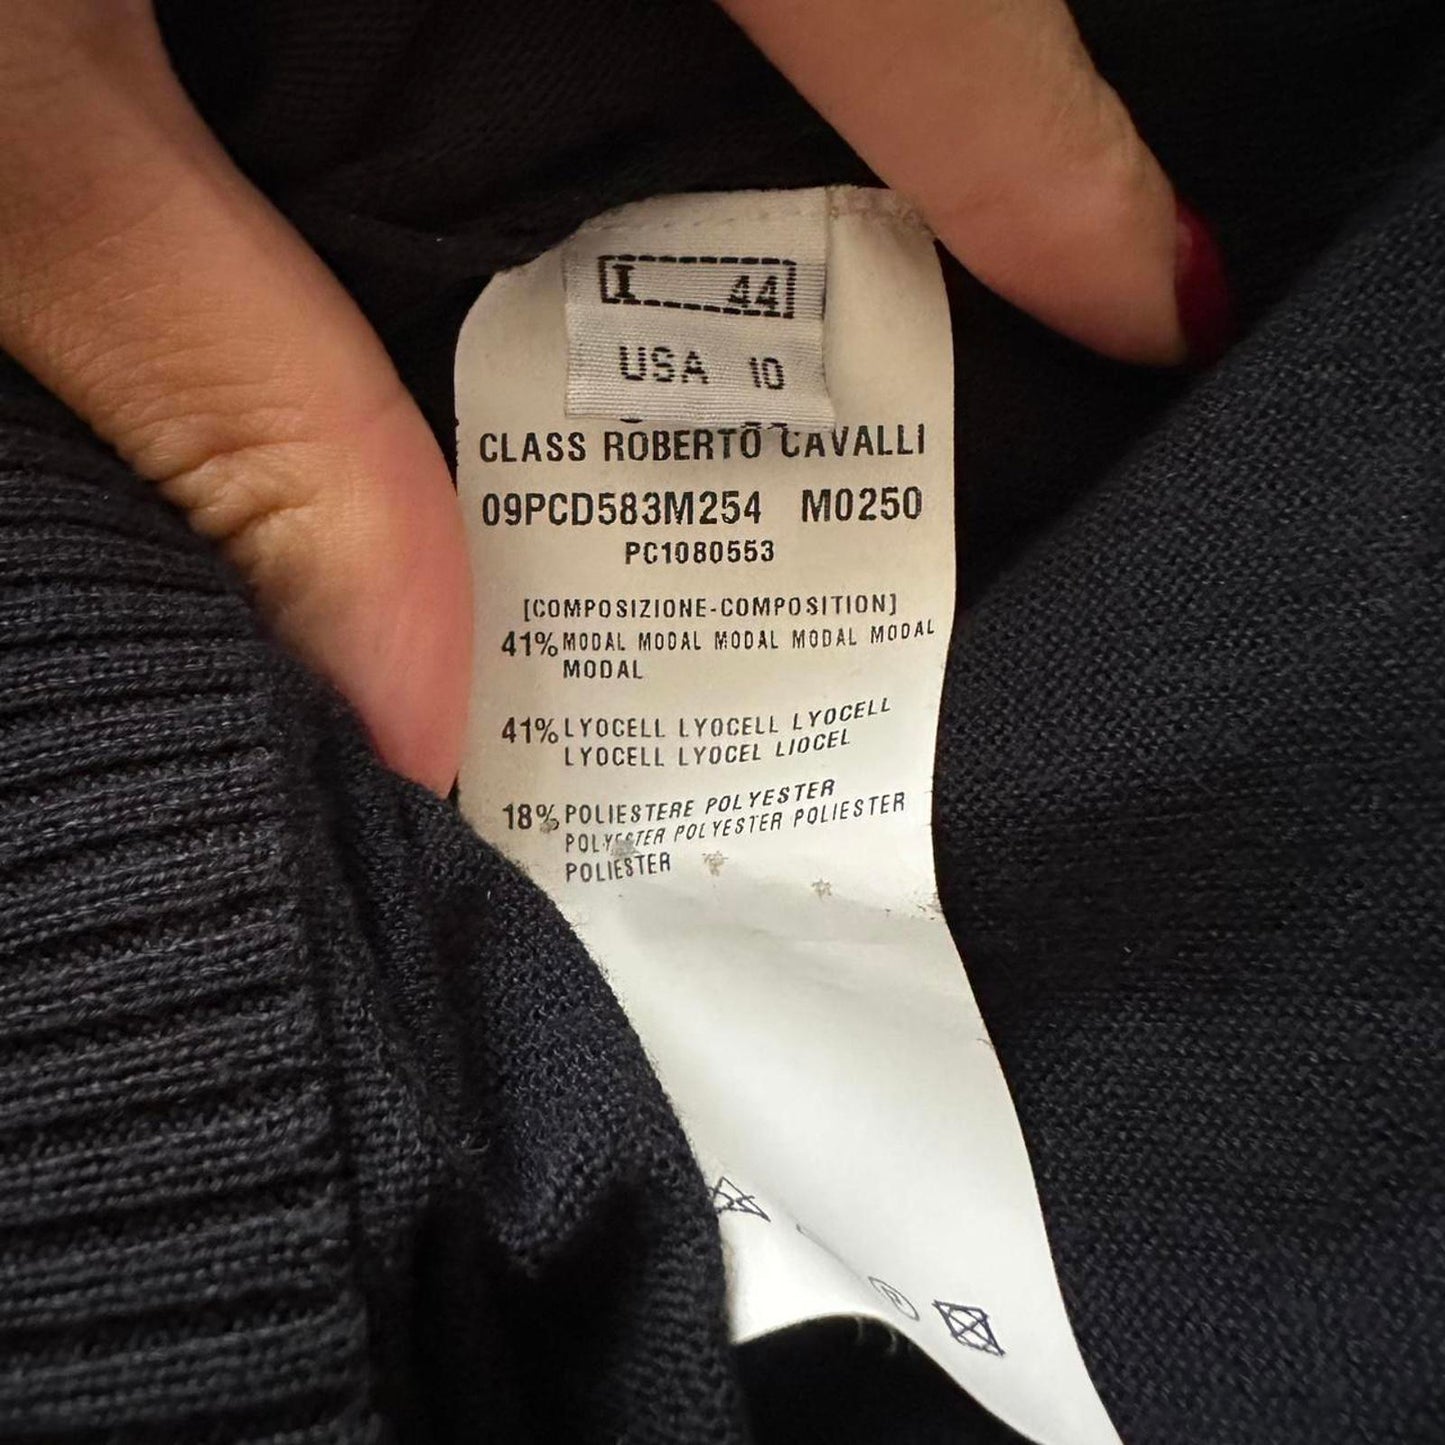 I 44
USA 10
CLASS ROBERTO CAVALLI
09PCD583M254 M0250
PC1080553
[COMPOSIZIONE-COMPOSITION]
41% MODAL MODAL MODAL MODAL MODAL
MODAL
41% LYOCELL LYOCELL LYOCELL
LYOCELL LYOCEL LIOCEL
18% POLIESTERE POLYESTER
POLYESTER POLYESTER POLIESTER
POLIESTER